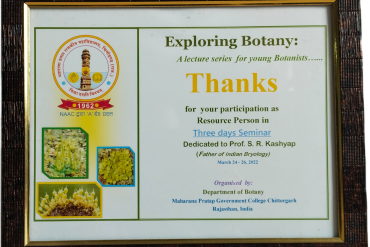 Exploring Botany:
A lecture series for young Botanists......
Thanks
for your participation as
Resource Person in
Three days Seminar
Dedicated to Prof. S. R. Kashyap
(Father of Indian Bryology)
March 24 - 26, 2022
Organised by:
Department of Botany
Maharana Pratap Government College Chittorgarh
Rajasthan, India
1962
NAAC द्वारा 'A' ग्रेड प्राप्त